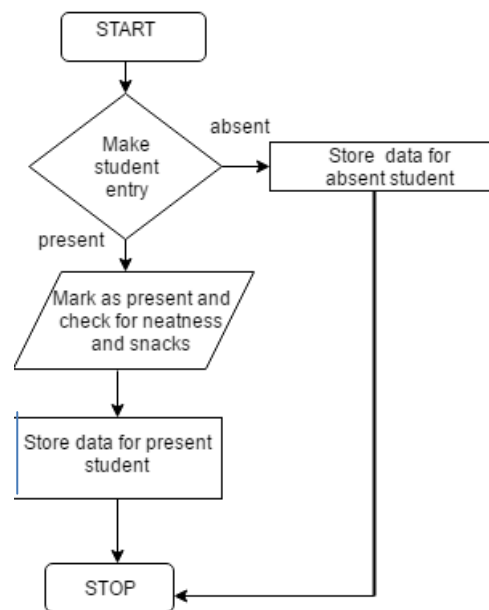 START
Make
student
entry
absent
Store data for
absent student
present
Mark as present and
check for neatness
and snacks
Store data for present
student
STOP